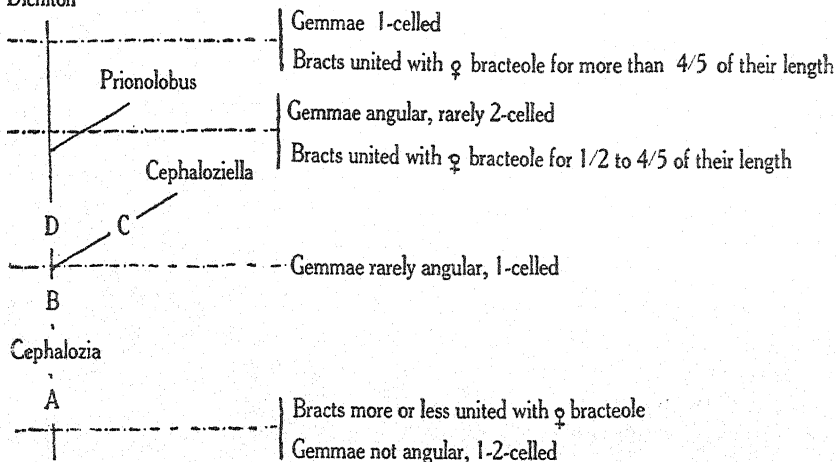 Dichiton
Gemmae 1-celled
Bracts united with ♀ bracteole for more than 4/5 of their length
Prionolobus
Gemmae angular, rarely 2-celled
Bracts united with ♀ bracteole for 1/2 to 4/5 of their length
Cephaloziella
D C
Gemmae rarely angular, 1-celled
B
Cephalozia
A
Bracts more or less united with ♀ bracteole
Gemmae not angular, 1-2-celled